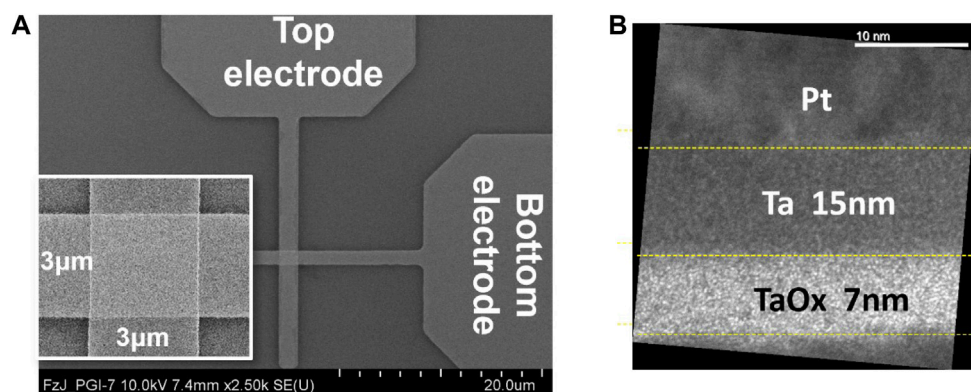 A
Top
electrode
Bottom
electrode
3µm
3µm
FzJ PGI-7 10.0kV 7.4mm x2.50k SE(U)
20.0um
B
10 nm
Pt
Ta 15nm
TaOx 7nm